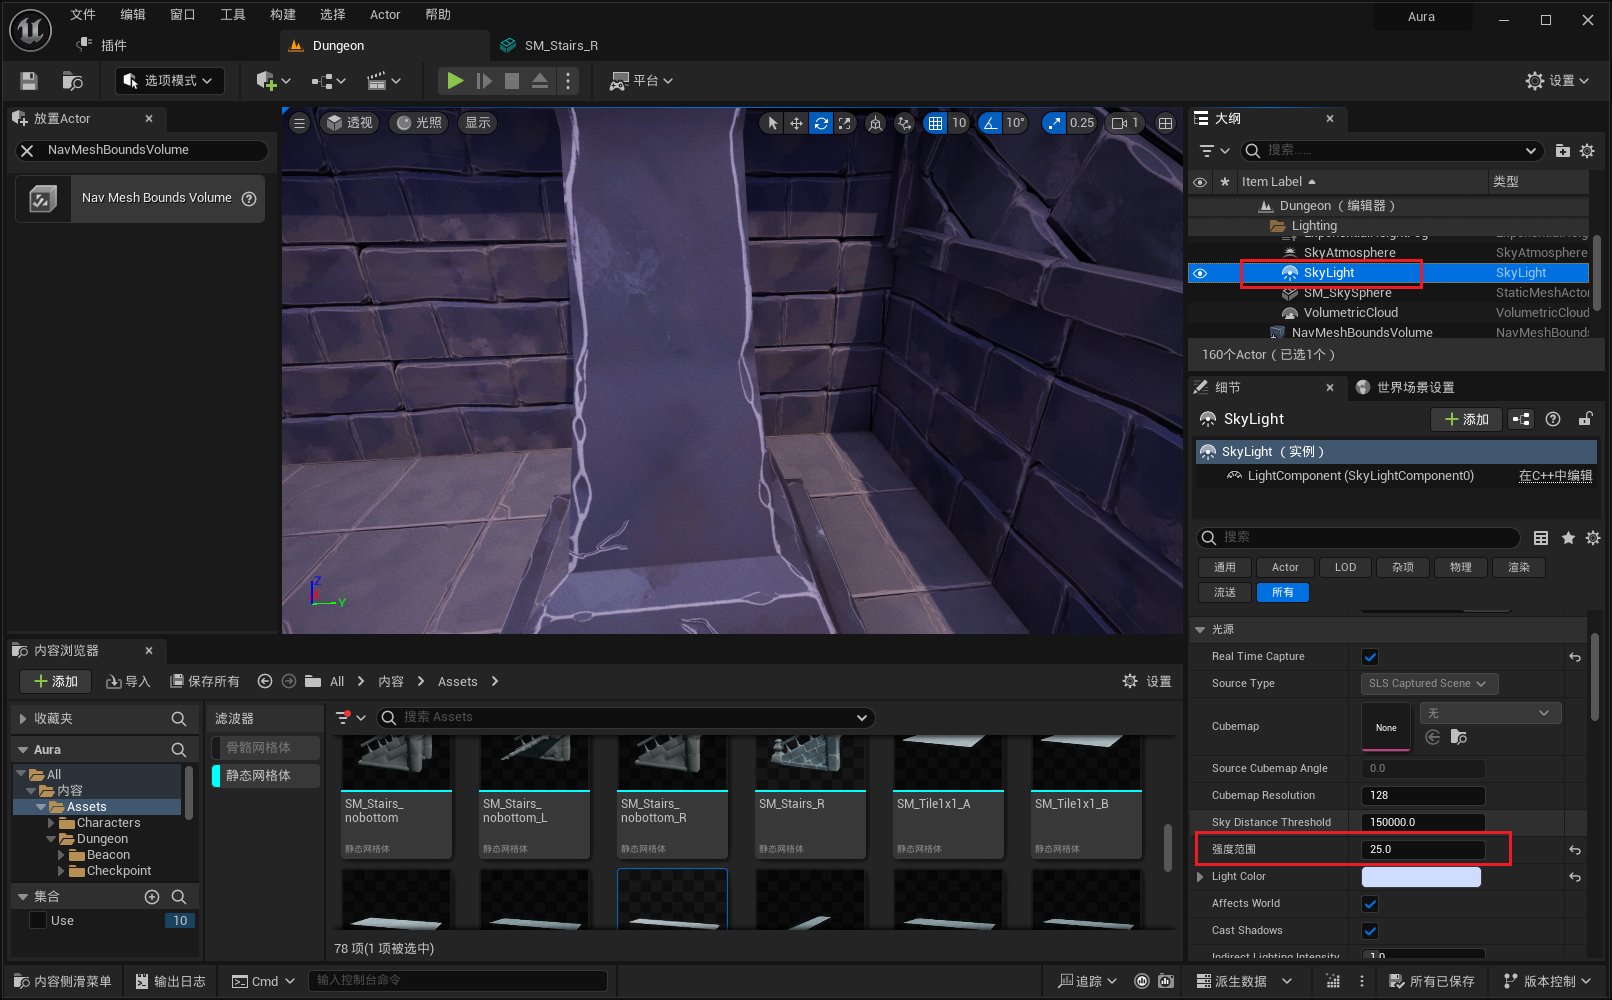 文件 编辑 窗口 工具 构建 选择 Actor 帮助
Aura
插件
Dungeon
SM_Stairs_R
选项模式
平台
设置
放置Actor
NavMeshBoundsVolume
Nav Mesh Bounds Volume
透视 光照 显示
10 10° 0.25 1
Z
Y
大纲
搜索……
Item Label 类型
Dungeon（编辑器）
Lighting
SkyAtmosphere SkyAtmosphere
SkyLight SkyLight
SM_SkySphere StaticMeshActor
VolumetricCloud VolumetricCloud
NavMeshBoundsVolume NavMeshBounds
160个Actor（已选1个）
细节 世界场景设置
SkyLight
添加
SkyLight（实例）
LightComponent (SkyLightComponent0) 在C++中编辑
搜索
通用 Actor LOD 杂项 物理 渲染
流送 所有
光源
Real Time Capture
Source Type SLS Captured Scene
Cubemap None 无
Source Cubemap Angle 0.0
Cubemap Resolution 128
Sky Distance Threshold 150000.0
强度范围 25.0
Light Color
Affects World
Cast Shadows
Indirect Lighting Intensity 1.0
内容浏览器
添加 导入 保存所有 All 内容 Assets 设置
收藏夹
Aura
All
内容
Assets
Characters
Dungeon
Beacon
Checkpoint
集合
Use 10
滤波器
骨骼网格体
静态网格体
搜索 Assets
SM_Stairs_nobottom
静态网格体
SM_Stairs_nobottom_L
静态网格体
SM_Stairs_nobottom_R
静态网格体
SM_Stairs_R
静态网格体
SM_Tile1x1_A
静态网格体
SM_Tile1x1_B
静态网格体
78 项(1 项被选中)
内容侧滑菜单 输出日志 Cmd 输入控制台命令 追踪 派生数据 所有已保存 版本控制